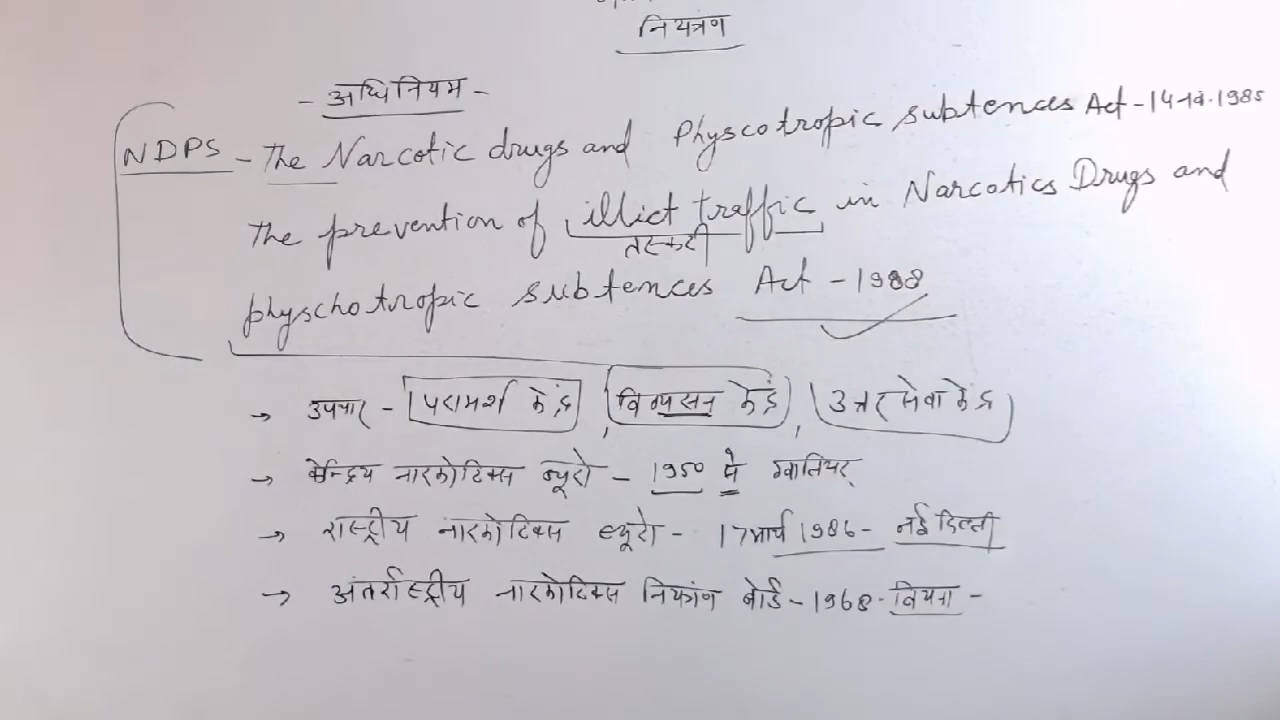 नियंत्रण
- अधिनियम -
NDPS - The Narcotic drugs and Physcotropic subtences Act - 14-11-1985
The prevention of illict traffic in Narcotics Drugs and
तस्करी
physchotropic subtences Act - 1988
→ उपचार - परामर्श केंद्र , विव्यसन केंद्र , उत्तर सेवा केंद्र
→ केन्द्रिय नारकोटिक्स ब्यूरो - 1950 में ग्वालियर
→ राष्ट्रीय नारकोटिक्स ब्यूरो - 17 मार्च 1986 - नई दिल्ली
→ अंतर्राष्ट्रीय नारकोटिक्स नियंत्रण बोर्ड - 1968 - वियना -